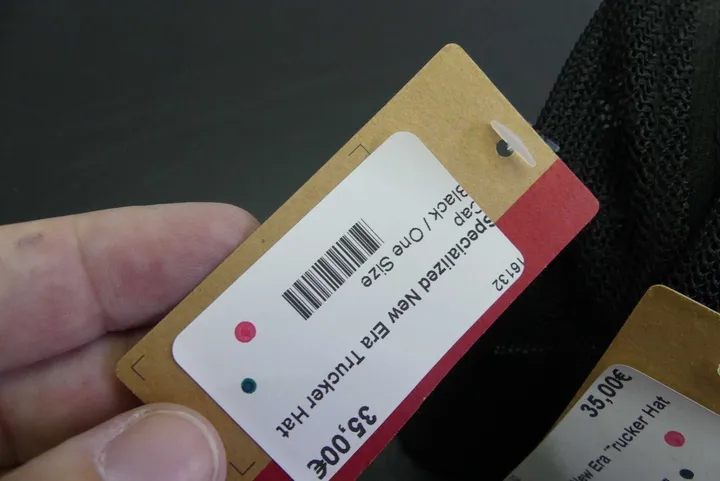 16132
Specialized New Era Trucker Hat
Cap
Black / One Size
35,00€
35,00€
New Era Trucker Hat